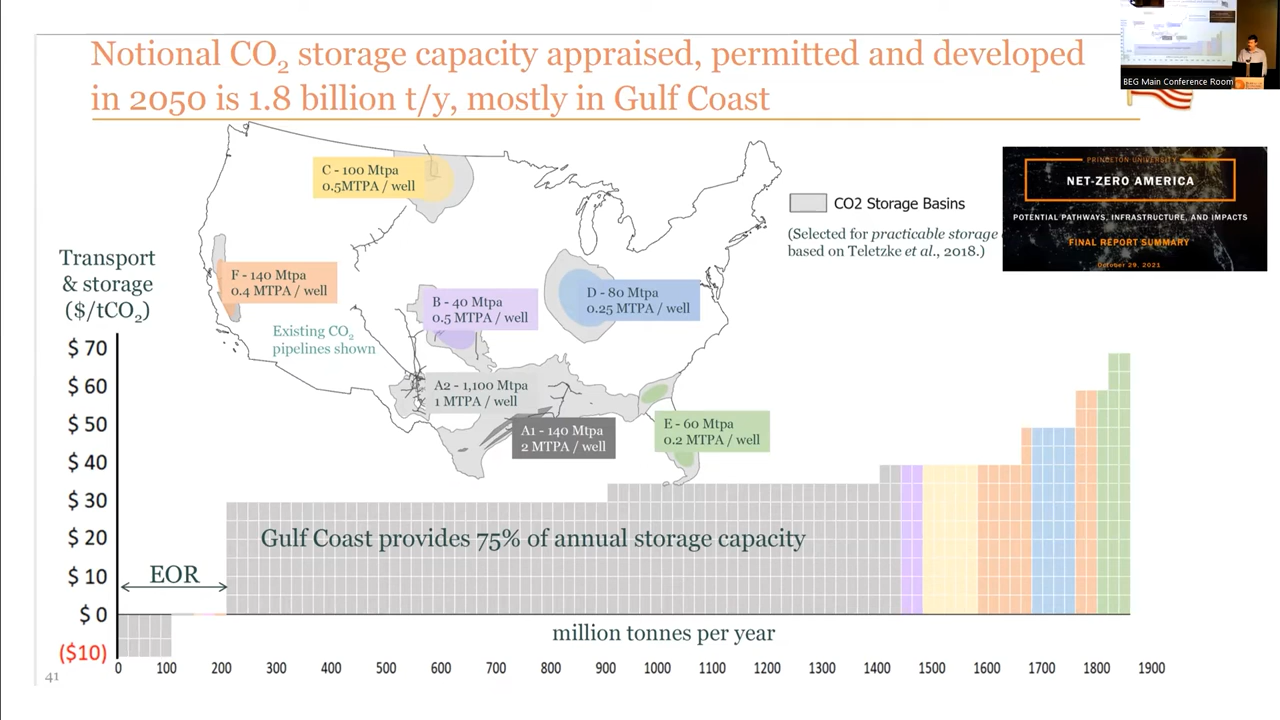 Notional CO₂ storage capacity appraised, permitted and developed
in 2050 is 1.8 billion t/y, mostly in Gulf Coast
BEG Main Conference Room
PRINCETON UNIVERSITY
NET-ZERO AMERICA
POTENTIAL PATHWAYS, INFRASTRUCTURE, AND IMPACTS
FINAL REPORT SUMMARY
October 29, 2021
C - 100 Mtpa
0.5MTPA / well
CO2 Storage Basins
(Selected for practicable storage
based on Teletzke et al., 2018.)
Transport
& storage
($/tCO₂)
F - 140 Mtpa
0.4 MTPA / well
B - 40 Mtpa
0.5 MTPA / well
D - 80 Mtpa
0.25 MTPA / well
Existing CO₂
pipelines shown
A2 - 1,100 Mtpa
1 MTPA / well
A1 - 140 Mtpa
2 MTPA / well
E - 60 Mtpa
0.2 MTPA / well
$ 70
$ 60
$ 50
$ 40
$ 30
$ 20
$ 10
$ 0
($10)
Gulf Coast provides 75% of annual storage capacity
EOR
million tonnes per year
0 100 200 300 400 500 600 700 800 900 1000 1100 1200 1300 1400 1500 1600 1700 1800 1900
41